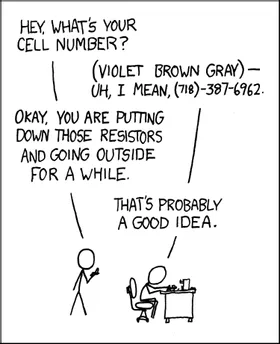 HEY, WHAT'S YOUR
CELL NUMBER?
(VIOLET BROWN GRAY)—
UH, I MEAN, (718)-387-6962.
OKAY, YOU ARE PUTTING
DOWN THOSE RESISTORS
AND GOING OUTSIDE
FOR A WHILE.
THAT'S PROBABLY
A GOOD IDEA.